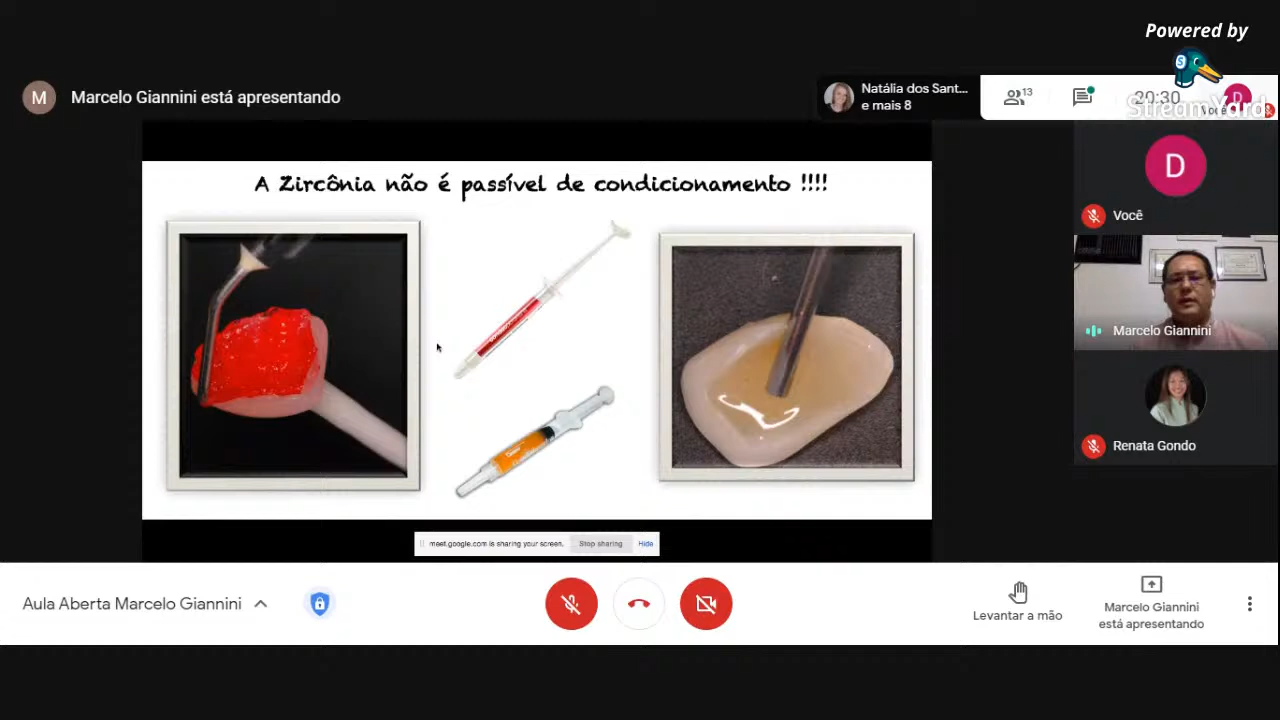 Powered by
StreamYard
M
Marcelo Giannini está apresentando
Natália dos Sant...
e mais 8
13
20:30
D
Você
A Zircônia não é passível de condicionamento !!!!
D
Você
Marcelo Giannini
Renata Gondo
meet.google.com is sharing your screen.
Stop sharing
Hide
Aula Aberta Marcelo Giannini
Levantar a mão
Marcelo Giannini
está apresentando